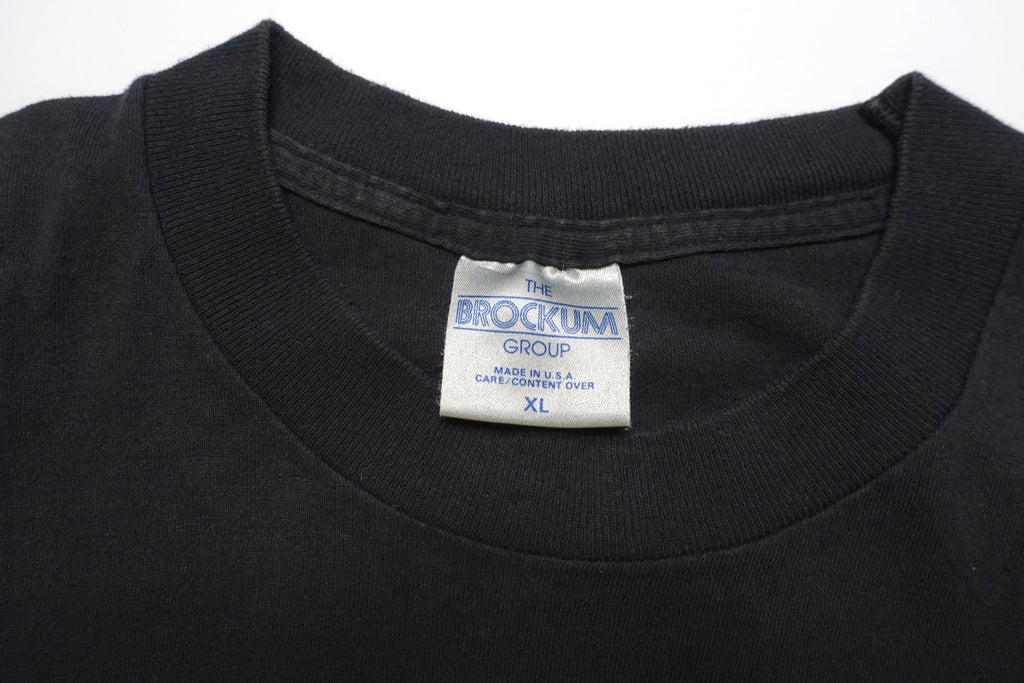 THE
BROCKUM
GROUP
MADE IN U.S.A.
CARE/CONTENT OVER
XL